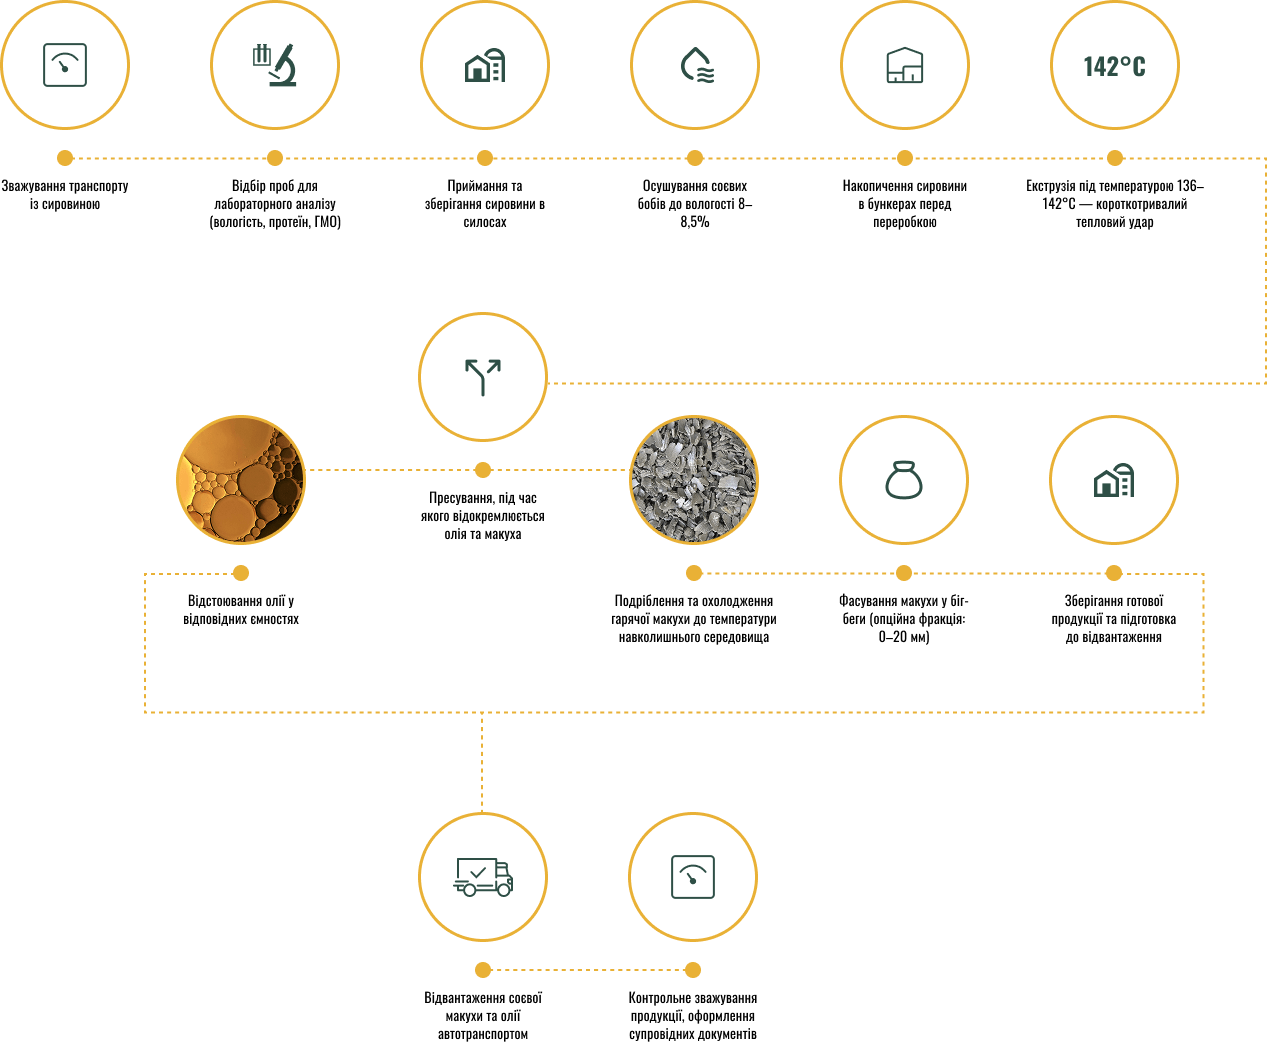 142°C
Зважування транспорту
із сировиною
Відбір проб для
лабораторного аналізу
(вологість, протеїн, ГМО)
Приймання та
зберігання сировини в
силосах
Осушування соєвих
бобів до вологості 8–
8,5%
Накопичення сировини
в бункерах перед
переробкою
Екструзія під температурою 136–
142°C — короткотривалий
тепловий удар
Пресування, під час
якого відокремлюється
олія та макуха
Відстоювання олії у
відповідних ємностях
Подріблення та охолодження
гарячої макухи до температури
навколишнього середовища
Фасування макухи у біг-
беги (опційна фракція:
0–20 мм)
Зберігання готової
продукції та підготовка
до відвантаження
Відвантаження соєвої
макухи та олії
автотранспортом
Контрольне зважування
продукції, оформлення
супровідних документів